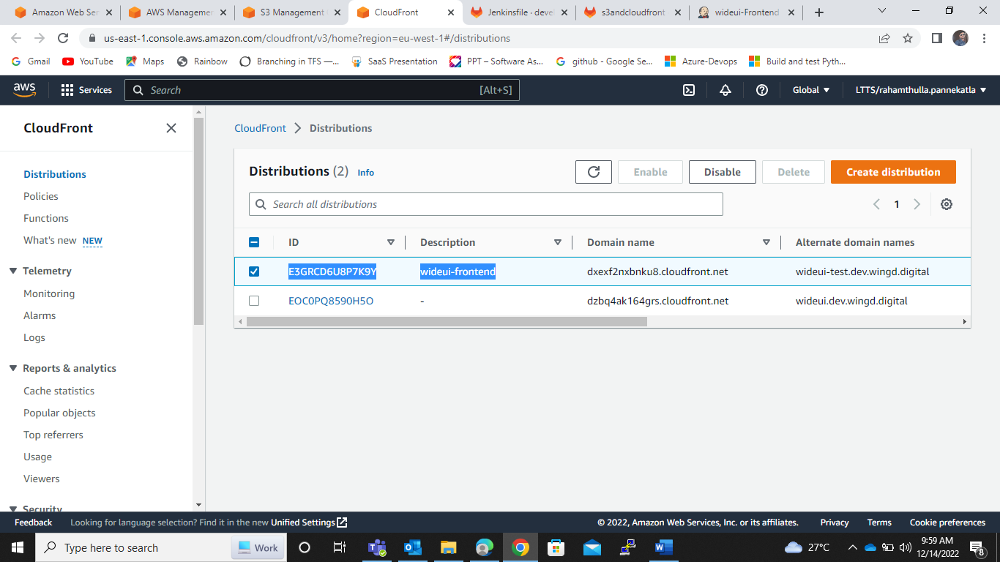 Amazon Web Ser
AWS Managemen
S3 Management
CloudFront
Jenkinsfile · deve
s3andcloudfront
wideui-Frontend
us-east-1.console.aws.amazon.com/cloudfront/v3/home?region=eu-west-1#/distributions
Gmail
YouTube
Maps
Rainbow
Branching in TFS —...
SaaS Presentation
PPT – Software As...
github - Google Se...
Azure-Devops
Build and test Pyth...
aws
Services
Search
[Alt+S]
Global
LTTS/rahamthulla.pannekatla
CloudFront
Distributions
Policies
Functions
What's new NEW
Telemetry
Monitoring
Alarms
Logs
Reports & analytics
Cache statistics
Popular objects
Top referrers
Usage
Viewers
Security
CloudFront
Distributions
Distributions (2) Info
Enable
Disable
Delete
Create distribution
Search all distributions
1
ID Description Domain name Alternate domain names
E3GRCD6U8P7K9Y wideui-frontend dxexf2nxbnku8.cloudfront.net wideui-test.dev.wingd.digital
EOC0PQ8590H5O - dzbq4ak164grs.cloudfront.net wideui.dev.wingd.digital
Feedback
Looking for language selection? Find it in the new Unified Settings
© 2022, Amazon Web Services, Inc. or its affiliates.
Privacy
Terms
Cookie preferences
Type here to search
Work
27°C
9:59 AM
12/14/2022
8